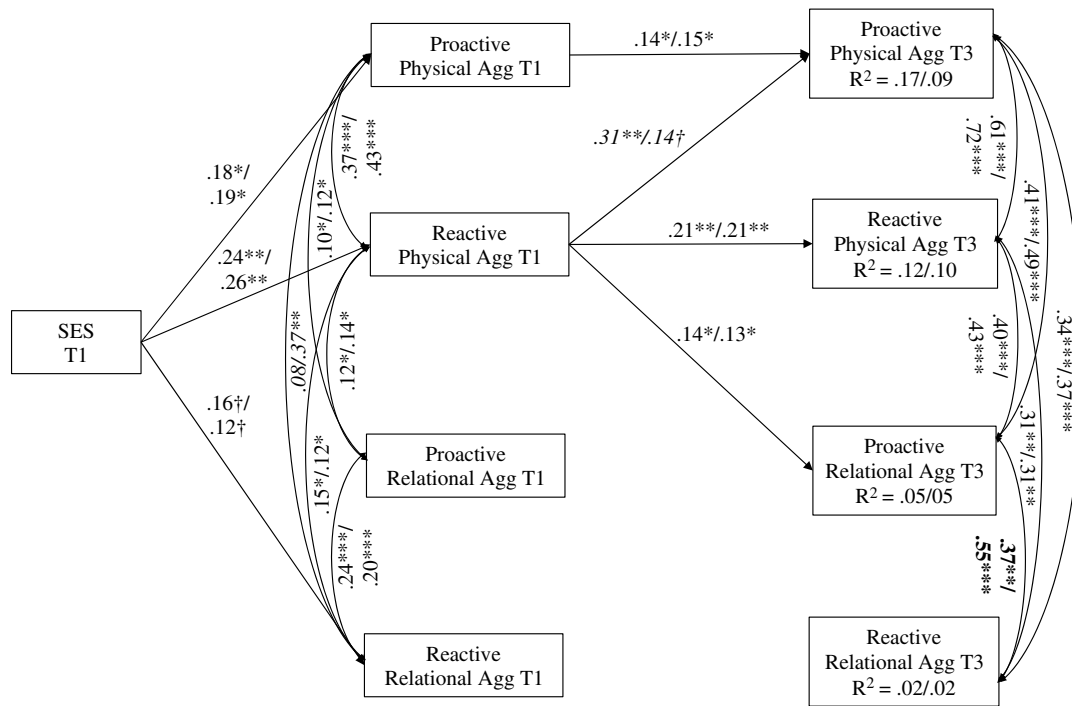 Proactive
Physical Agg T1
.14*/.15*
Proactive
Physical Agg T3
R² = .17/.09
.37***/
.43***
.31**/.14†
.61***/
.72***
.18*/
.19*
.10*/.12*
.41***/.49***
Reactive
Physical Agg T1
.21**/.21**
Reactive
Physical Agg T3
R² = .12/.10
.24**/
.26**
SES
T1
.08/.37**
.12*/.14*
.14*/.13*
.40***/
.43***
.34***/.37***
.16†/
.12†
Proactive
Relational Agg T1
.15*/.12*
Proactive
Relational Agg T3
R² = .05/05
.31**/.31**
.24***/
.20***
.37**/
.55***
Reactive
Relational Agg T1
Reactive
Relational Agg T3
R² = .02/.02